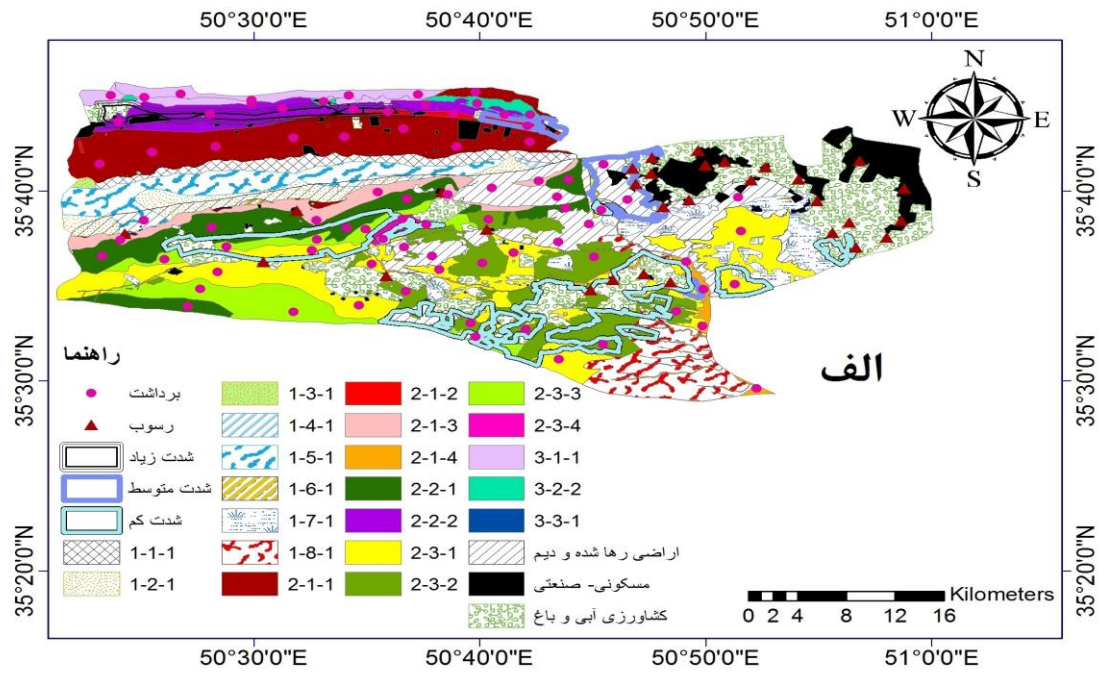 50°30'0"E 50°40'0"E 50°50'0"E 51°0'0"E
N
W E
S
35°40'0"N 35°40'0"N
35°30'0"N 35°30'0"N
35°20'0"N 35°20'0"N
الف
راهنما
برداشت
رسوب
شدت زیاد
شدت متوسط
شدت کم
1-1-1
1-2-1
1-3-1
1-4-1
1-5-1
1-6-1
1-7-1
1-8-1
2-1-1
2-1-2
2-1-3
2-1-4
2-2-1
2-2-2
2-3-1
2-3-2
2-3-3
2-3-4
3-1-1
3-2-2
3-3-1
اراضی رها شده و دیم
مسکونی- صنعتی
کشاورزی آبی و باغ
Kilometers
0 2 4 8 12 16
50°30'0"E 50°40'0"E 50°50'0"E 51°0'0"E